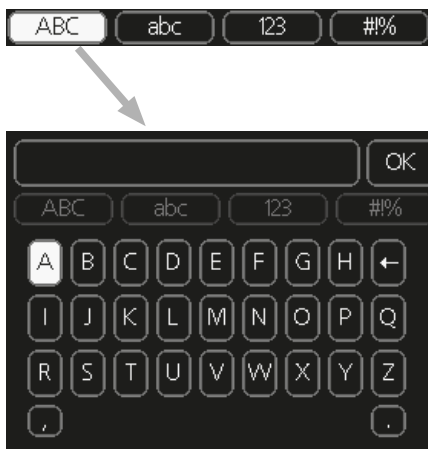 ABC abc 123 #!%
OK
ABC abc 123 #!%
A B C D E F G H ←
I J K L M N O P Q
R S T U V W X Y Z
, .